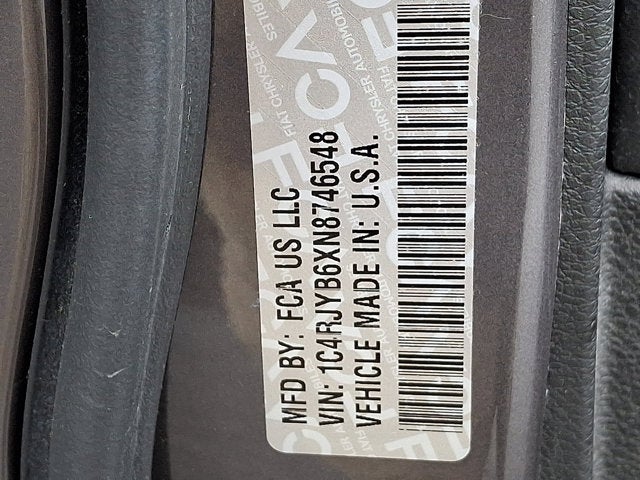 MFD BY: FCA US LLC
VIN: 1C4RJYB6XN8746548
VEHICLE MADE IN: U.S.A.